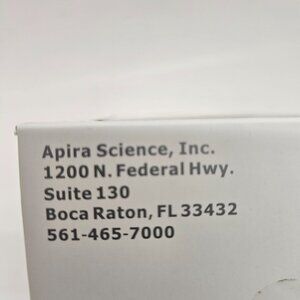 Apira Science, Inc.
1200 N. Federal Hwy.
Suite 130
Boca Raton, FL 33432
561-465-7000